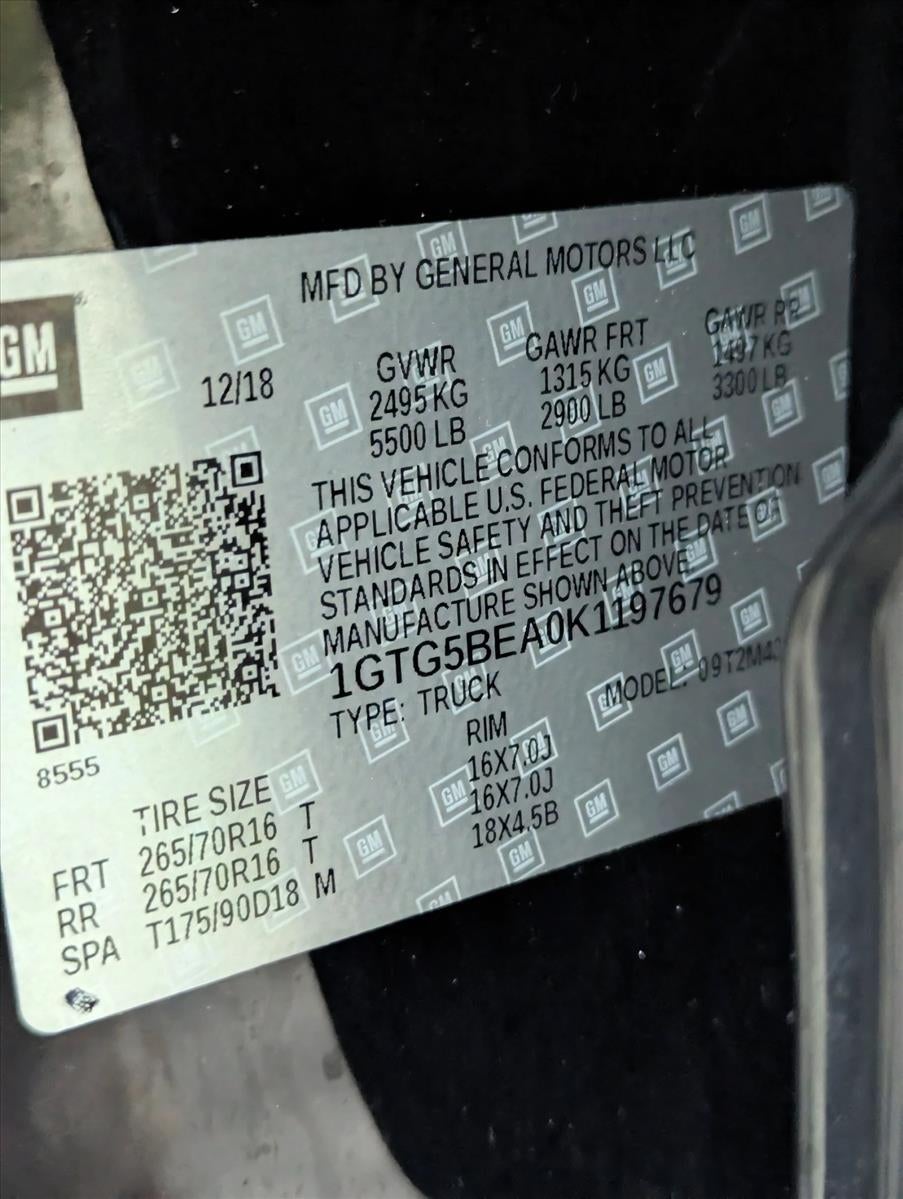 MFD BY GENERAL MOTORS LLC
GM
12/18
GVWR GAWR FRT GAWR RR
2495 KG 1315 KG 1497 KG
5500 LB 2900 LB 3300 LB
THIS VEHICLE CONFORMS TO ALL
APPLICABLE U.S. FEDERAL MOTOR
VEHICLE SAFETY AND THEFT PREVENTION
STANDARDS IN EFFECT ON THE DATE OF
MANUFACTURE SHOWN ABOVE
1GTG5BEA0K1197679
TYPE: TRUCK MODEL:
8555
TIRE SIZE RIM
FRT 265/70R16 T 16X7.0J
RR 265/70R16 T 16X7.0J
SPA T175/90D18 M 18X4.5B